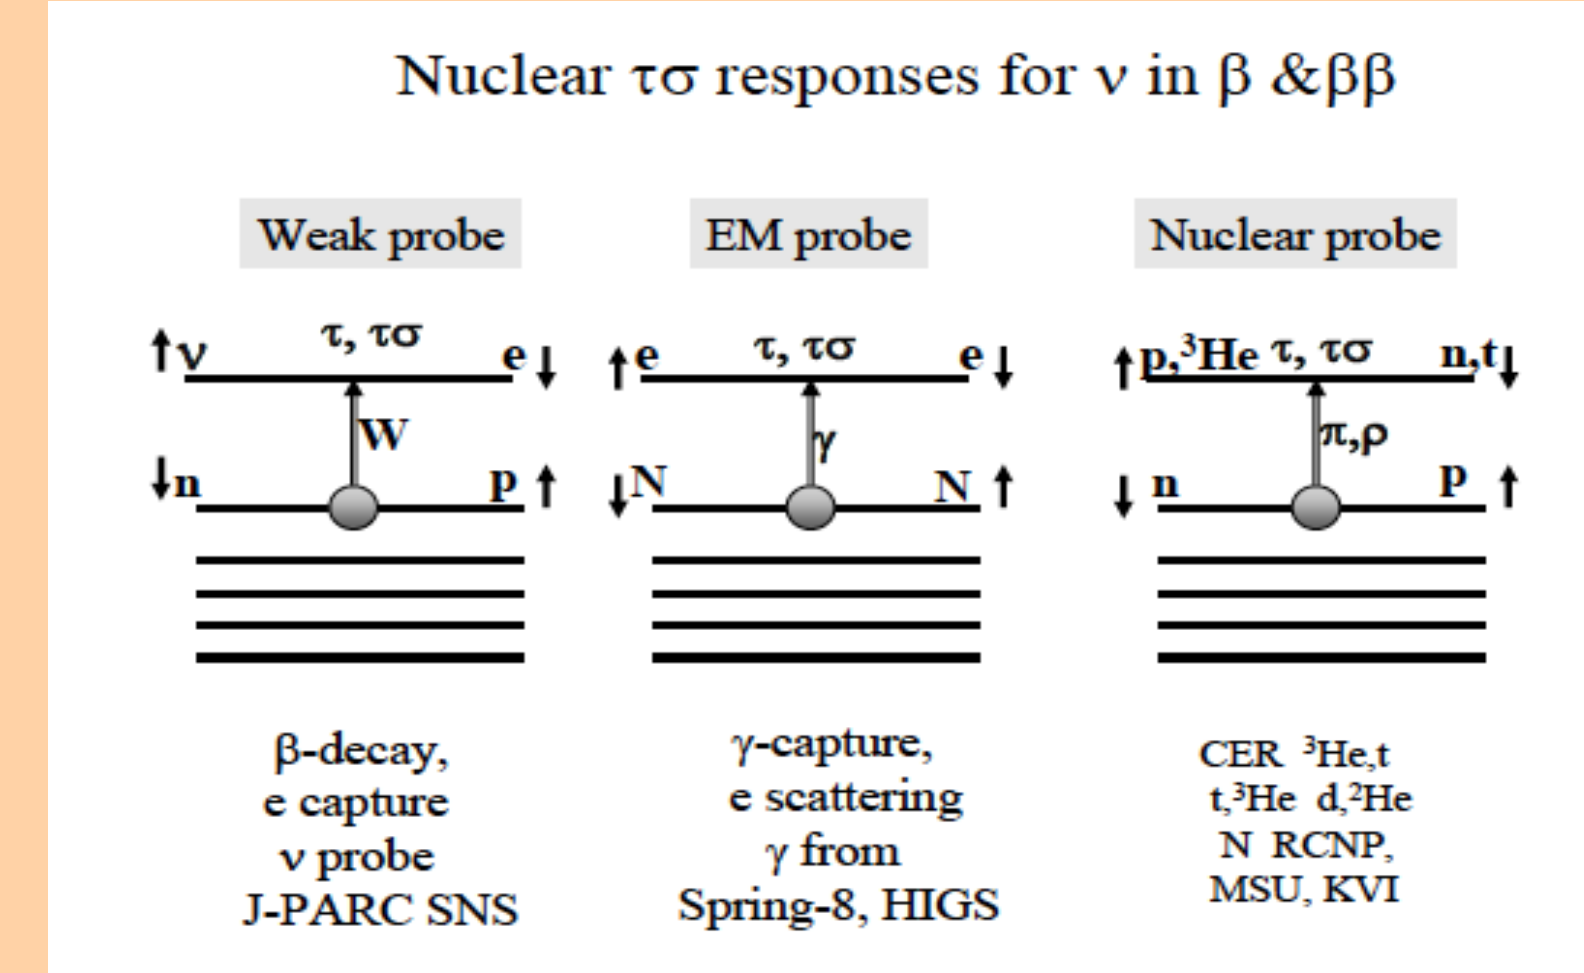 Nuclear τσ responses for ν in β &ββ
Weak probe
↑ν τ, τσ e↓
W
↓n p ↑
β-decay,
e capture
ν probe
J-PARC SNS
EM probe
↑e τ, τσ e↓
γ
↓N N ↑
γ-capture,
e scattering
γ from
Spring-8, HIGS
Nuclear probe
↑p,³He τ, τσ n,t↓
π,ρ
↓ n p ↑
CER ³He,t
t,³He d,²He
N RCNP,
MSU, KVI